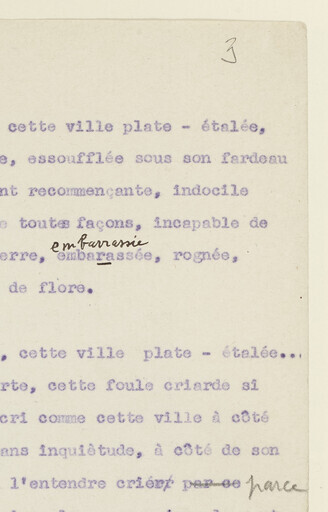 3
cette ville plate - étalée,
e, essoufflée sous son fardeau
nt recommençante, indocile
e toutes façons, incapable de
embarrassée
erre, embarassée, rognée,
de flore.
, cette ville plate - étalée...
rte, cette foule criarde si
cri comme cette ville à côté
ans inquiètude, à côté de son
l'entendre crier/ par ce parce